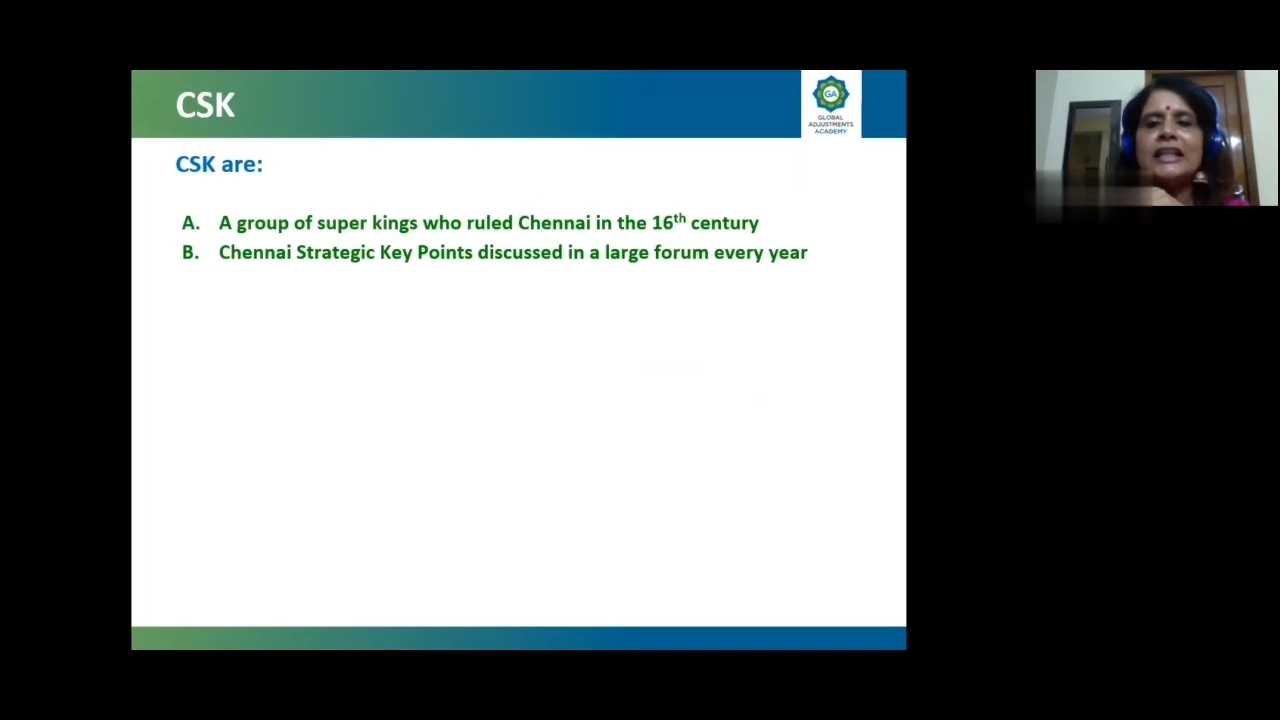 CSK
GA
GLOBAL
ADJUSTMENTS
ACADEMY
CSK are:
A. A group of super kings who ruled Chennai in the 16th century
B. Chennai Strategic Key Points discussed in a large forum every year